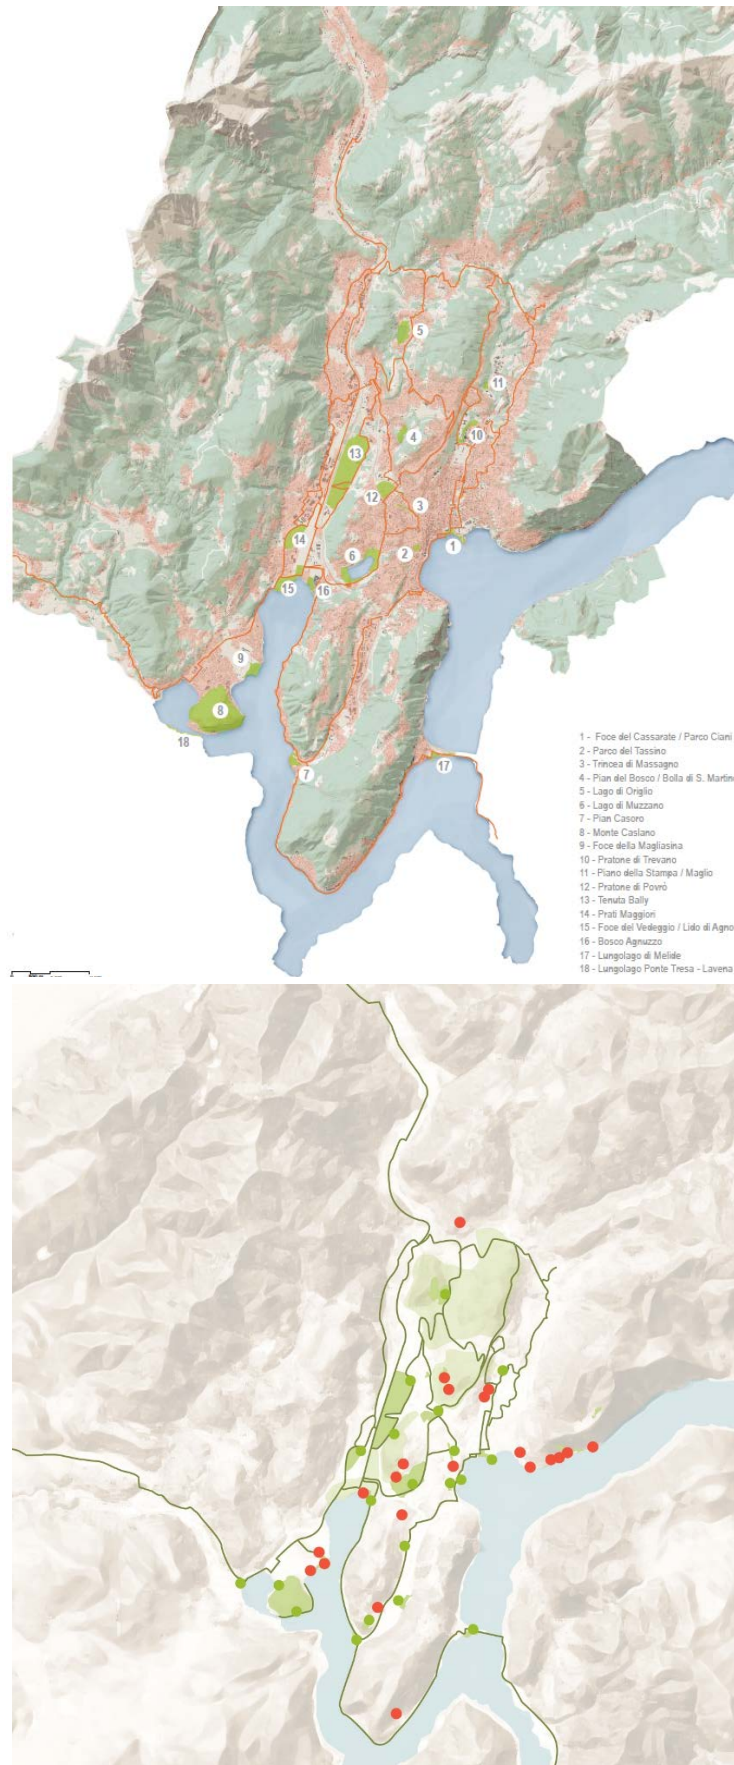 5
11
4
10
13
12
3
14
1
6
2
15
16
9
8
18
17
7
1 - Foce del Cassarate / Parco Ciani
2 - Parco del Tassino
3 - Trincea di Massagno
4 - Pian del Bosco / Bolla di S. Martin
5 - Lago di Origlio
6 - Lago di Muzzano
7 - Pian Casoro
8 - Monte Caslano
9 - Foce della Magliasina
10 - Pratone di Trevano
11 - Piano della Stampa / Maglio
12 - Pratone di Povrò
13 - Tenuta Bally
14 - Prati Maggiori
15 - Foce del Vedeggio / Lido di Agno
16 - Bosco Agnuzzo
17 - Lungolago di Melide
18 - Lungolago Ponte Tresa - Lavena